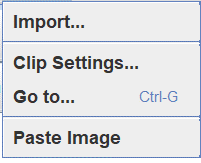 Import...
Clip Settings...
Go to... Ctrl-G
Paste Image